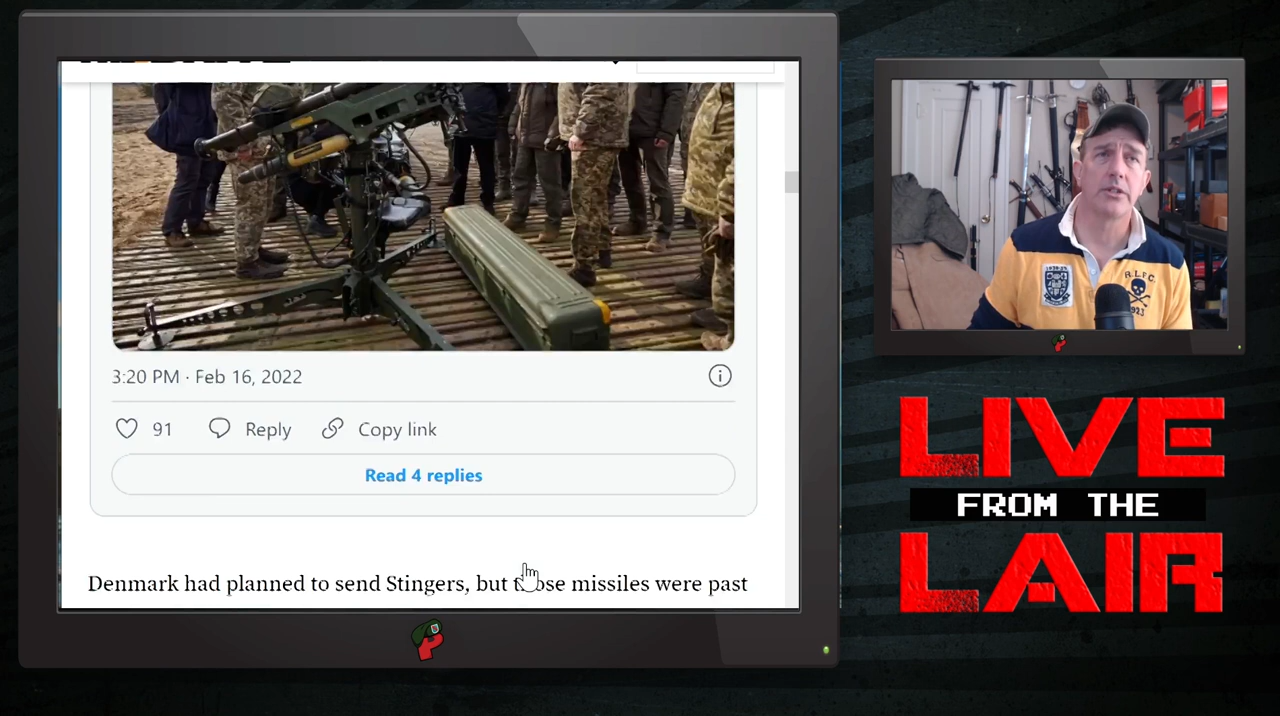 3:20 PM · Feb 16, 2022
91
Reply
Copy link
Read 4 replies
Denmark had planned to send Stingers, but those missiles were past
R.L.F.C.
LIVE
FROM THE
LAIR